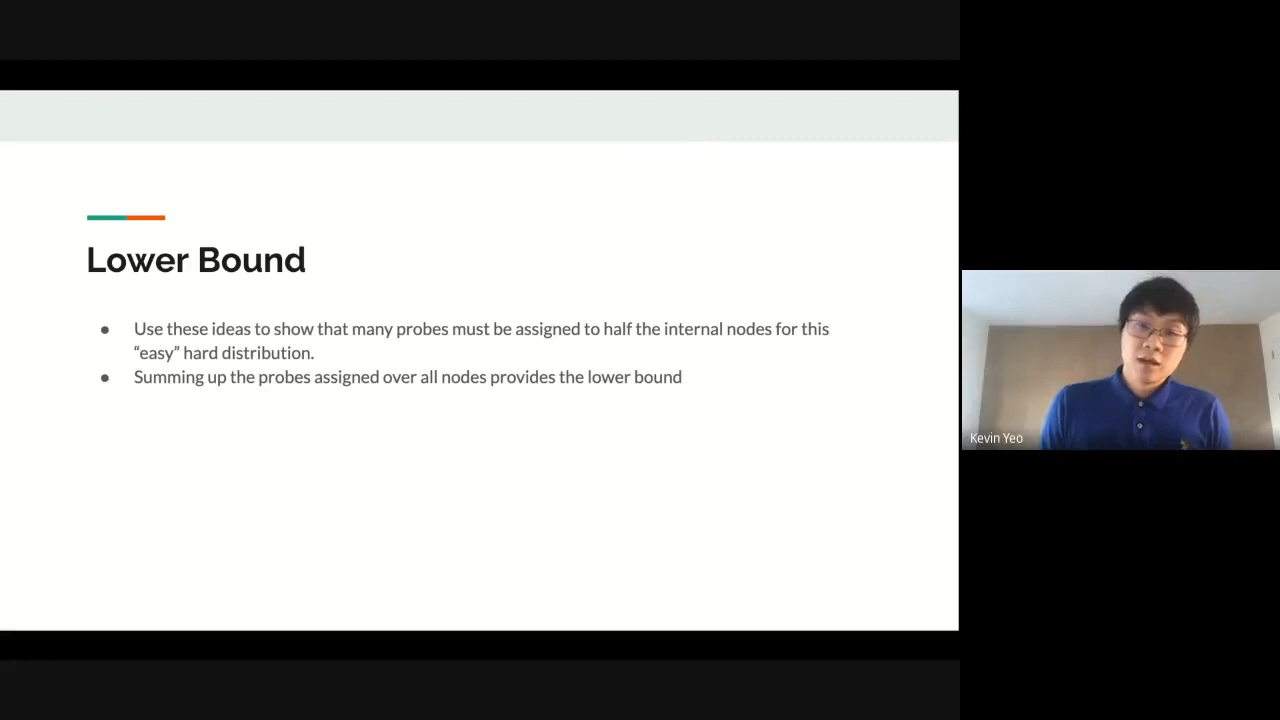 Lower Bound
● Use these ideas to show that many probes must be assigned to half the internal nodes for this
“easy” hard distribution.
● Summing up the probes assigned over all nodes provides the lower bound
Kevin Yeo